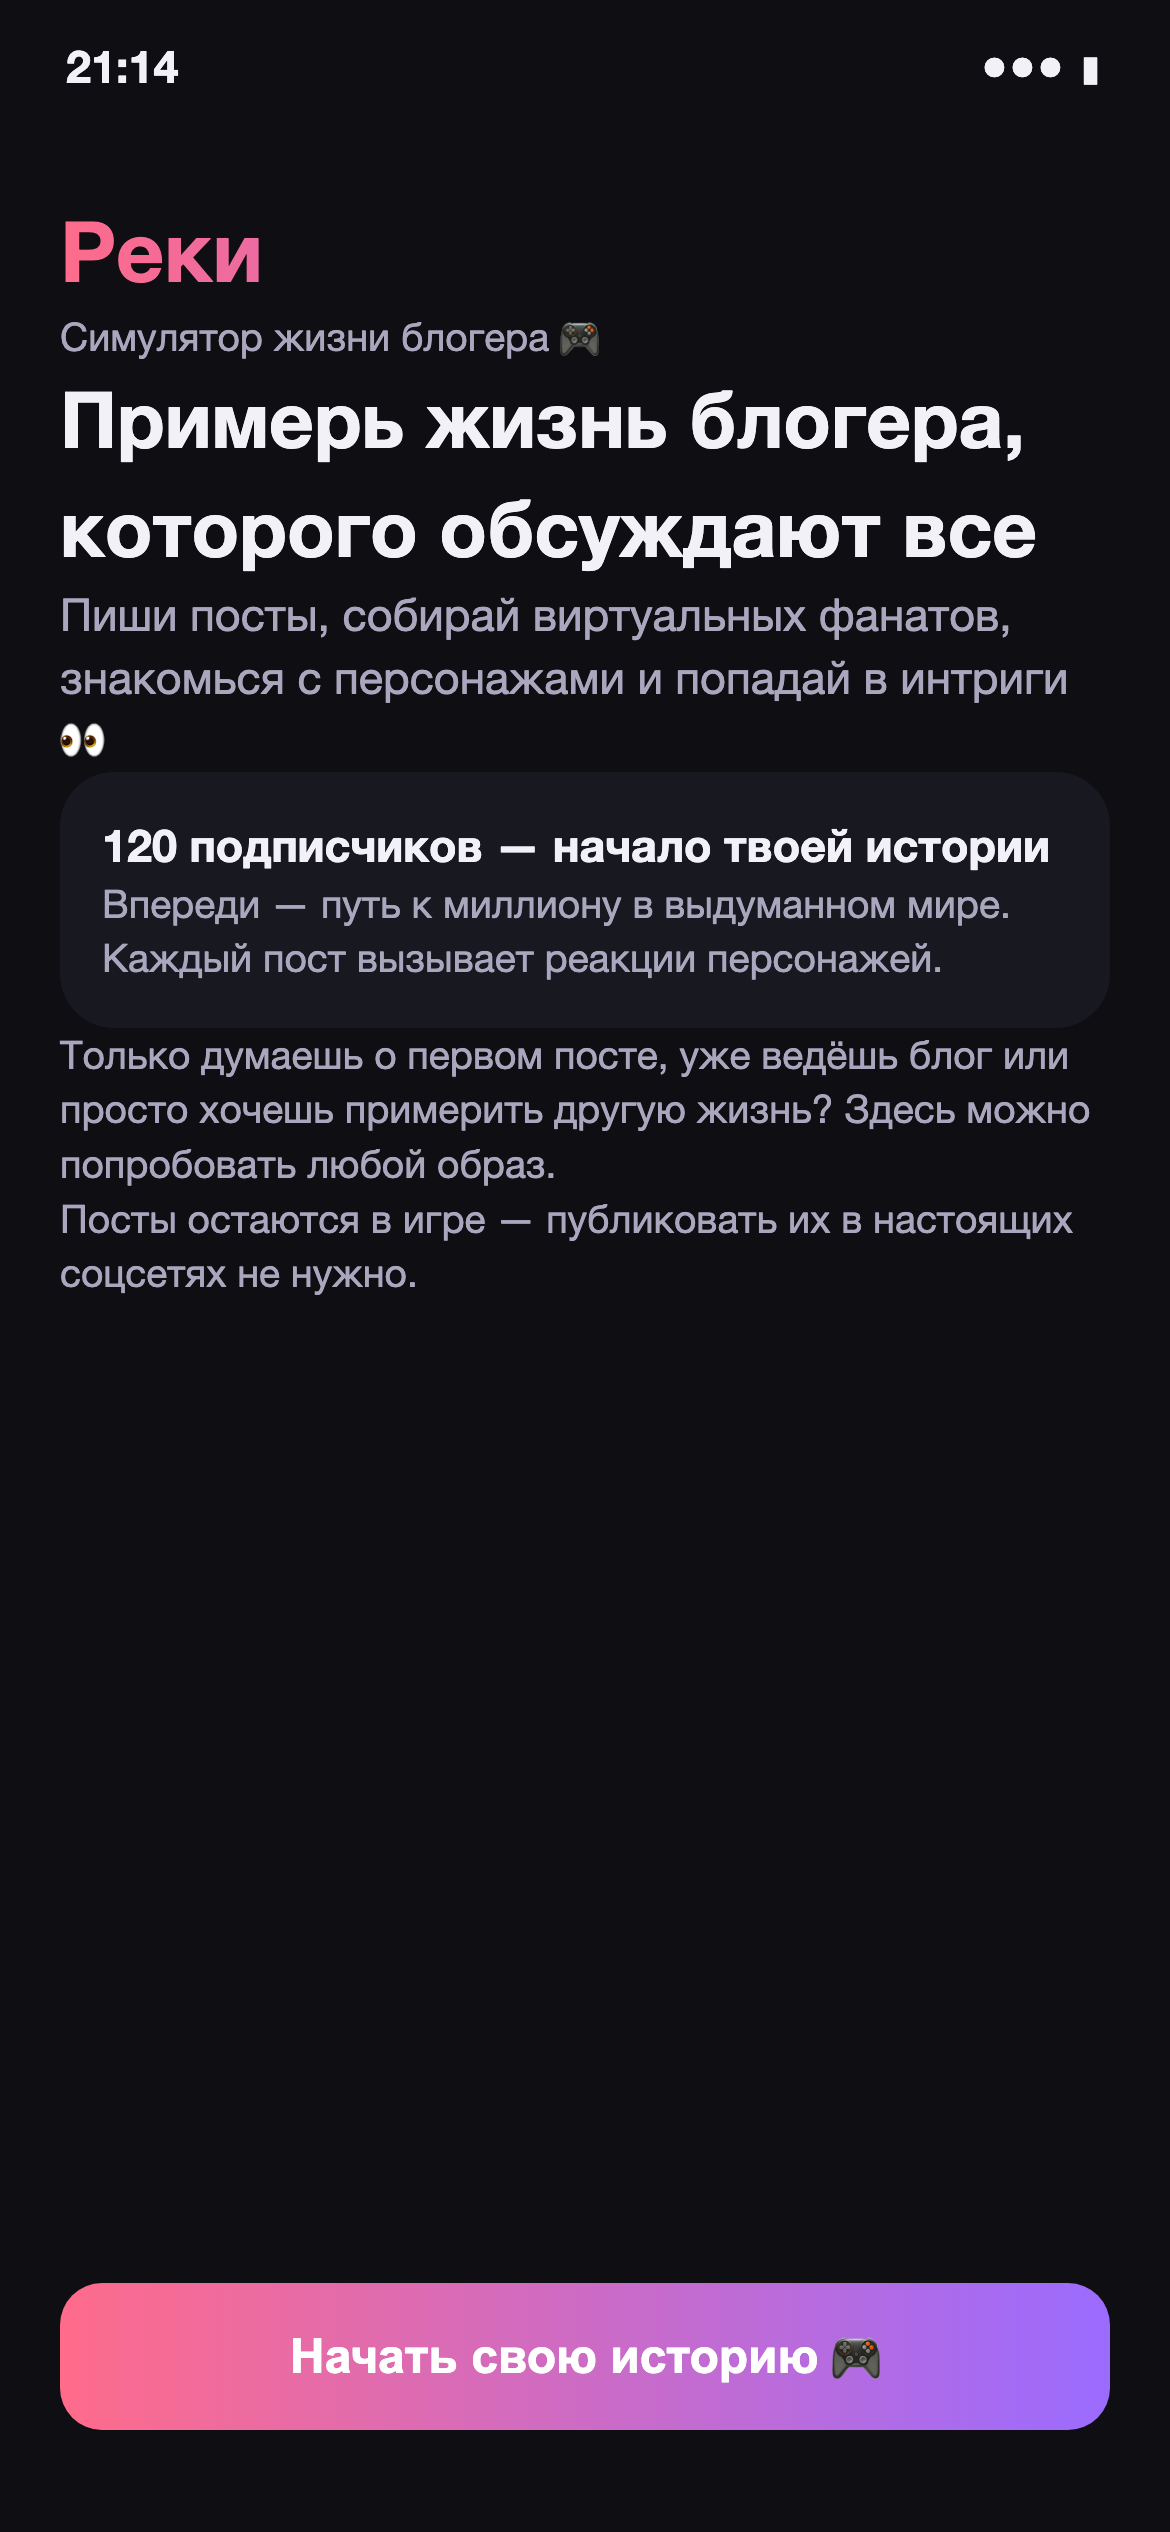 21:14
Реки
Симулятор жизни блогера 🎮
Примерь жизнь блогера,
которого обсуждают все
Пиши посты, собирай виртуальных фанатов,
знакомься с персонажами и попадай в интриги
👀
120 подписчиков — начало твоей истории
Впереди — путь к миллиону в выдуманном мире.
Каждый пост вызывает реакции персонажей.
Только думаешь о первом посте, уже ведёшь блог или
просто хочешь примерить другую жизнь? Здесь можно
попробовать любой образ.
Посты остаются в игре — публиковать их в настоящих
соцсетях не нужно.
Начать свою историю 🎮